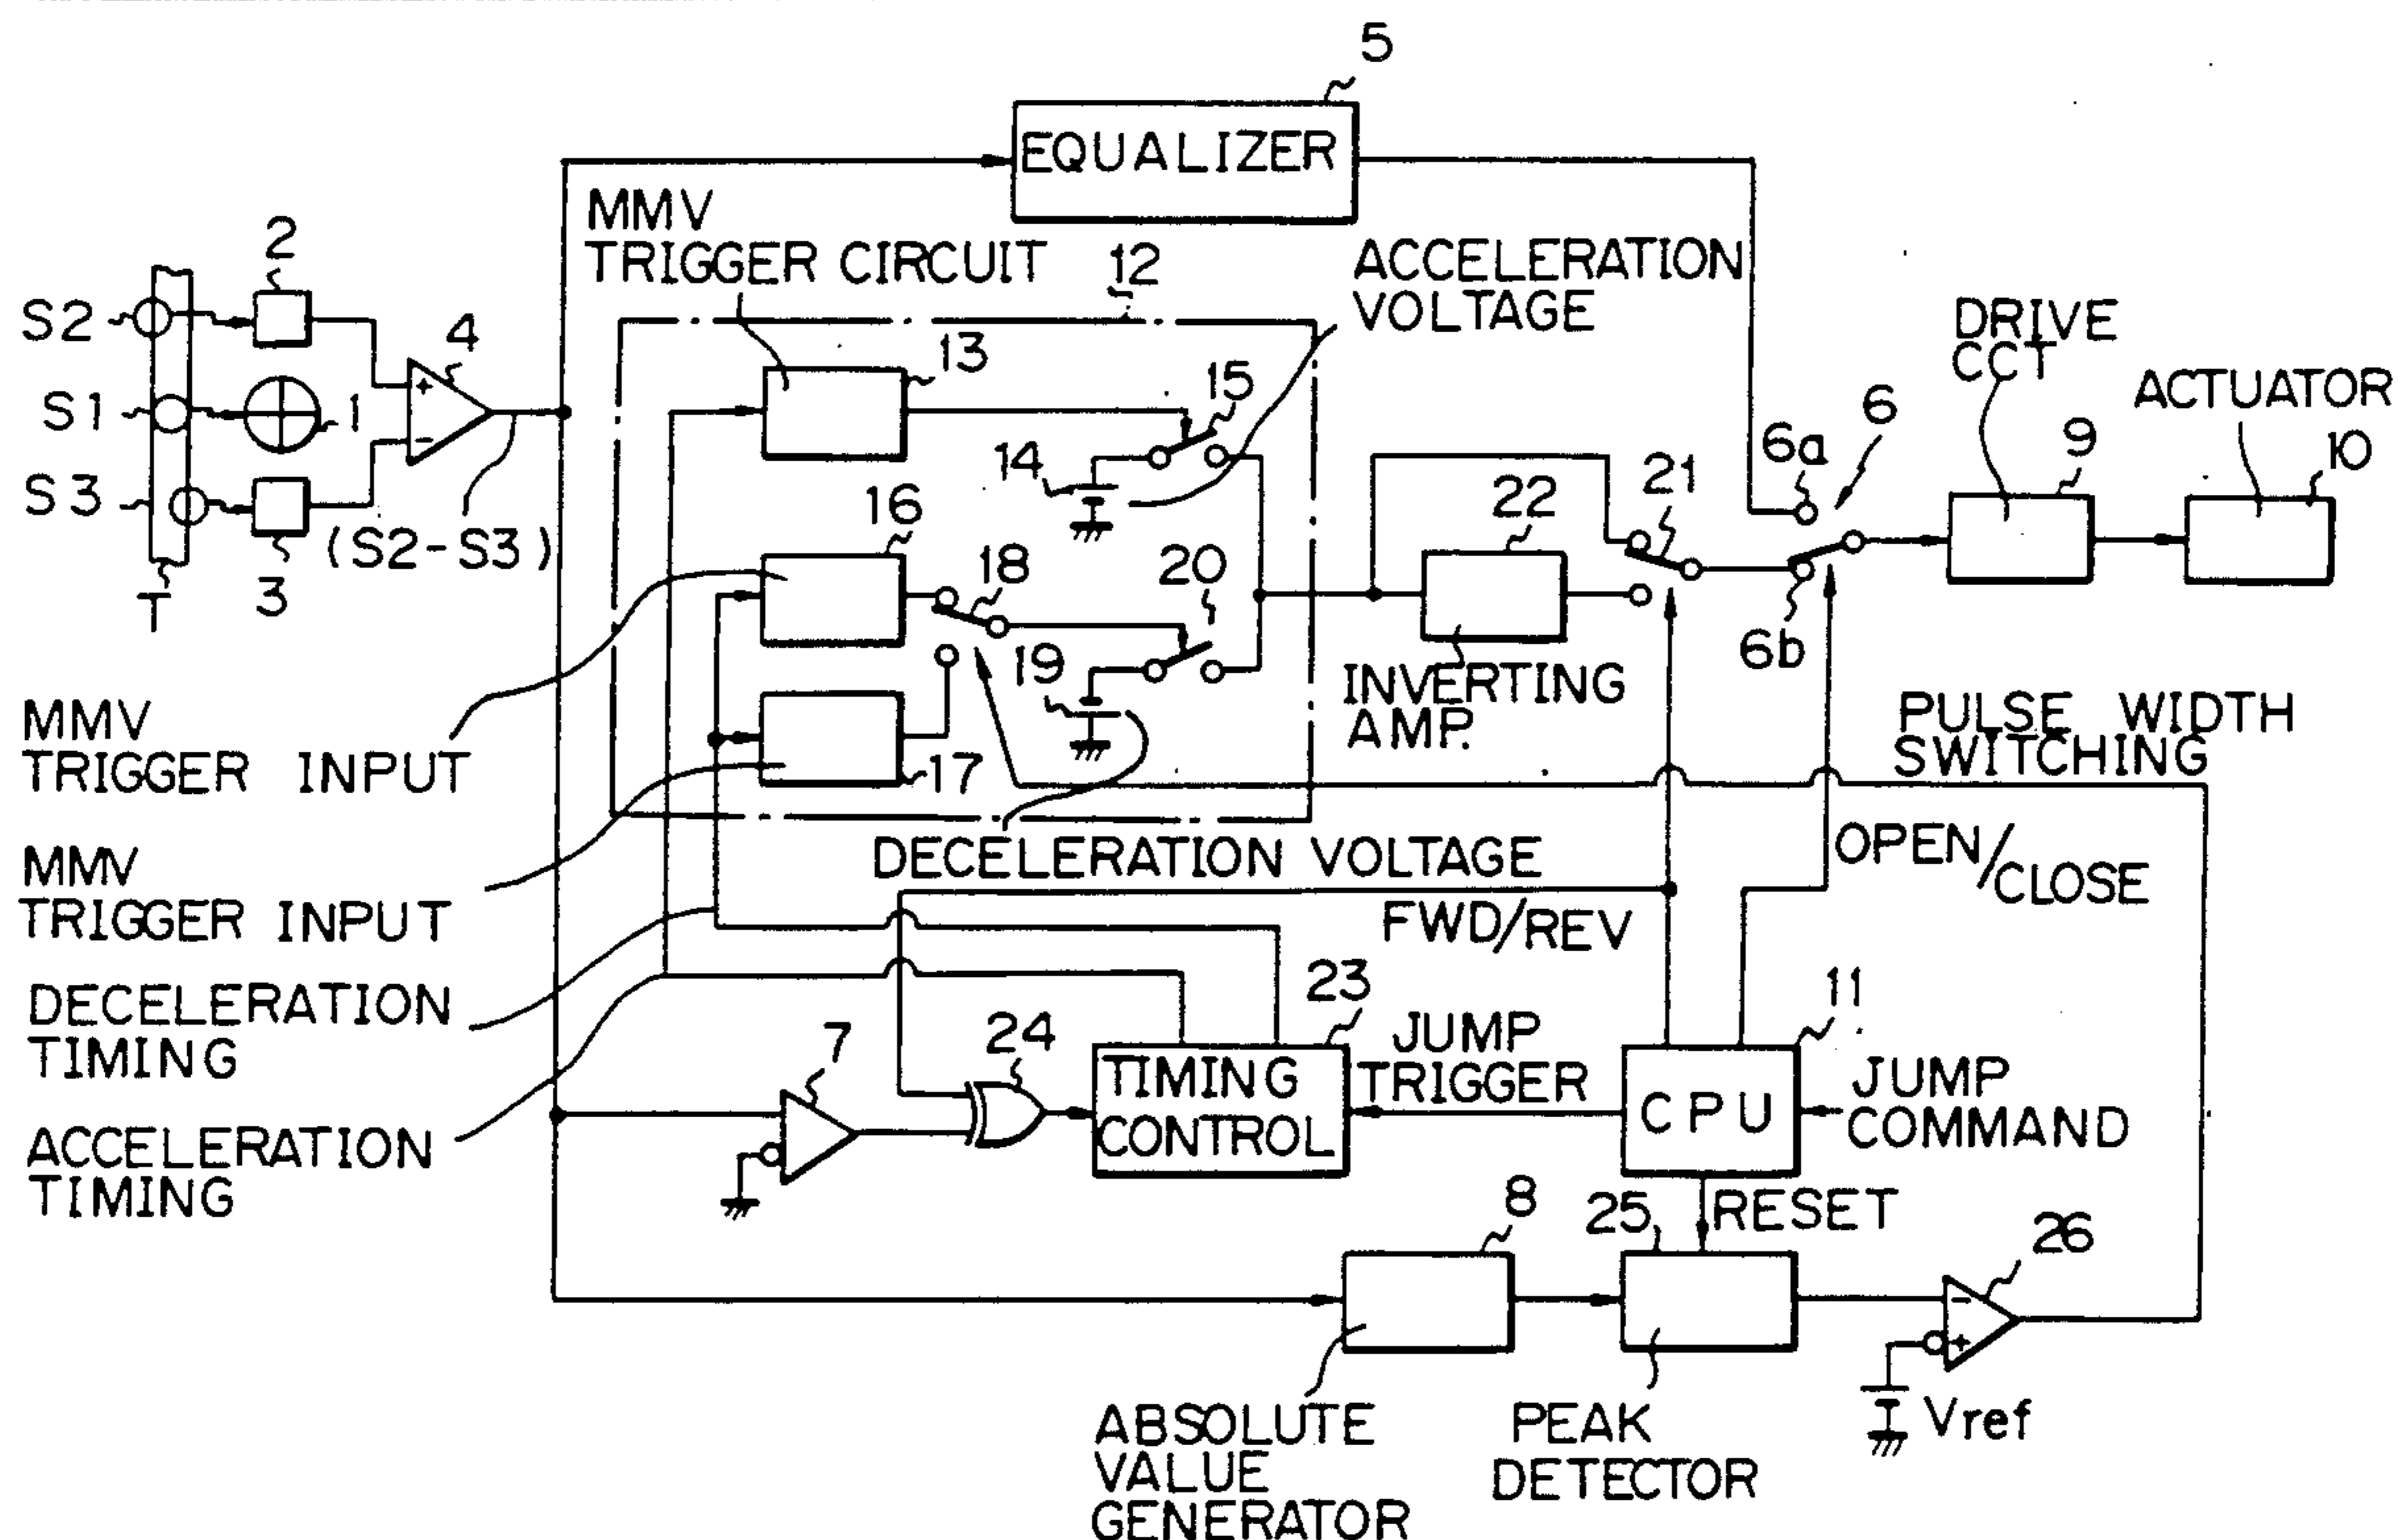 5
EQUALIZER
MMV
TRIGGER CIRCUIT
12
ACCELERATION
VOLTAGE
2
S2
4
+
-
S1
1
S3
3
(S2-S3)
T
13
15
14
16
18
20
19
17
22
21
INVERTING
AMP.
6a
6
6b
DRIVE
CCT
9
ACTUATOR
10
MMV
TRIGGER INPUT
MMV
TRIGGER INPUT
DECELERATION
TIMING
ACCELERATION
TIMING
DECELERATION VOLTAGE
PULSE WIDTH
SWITCHING
OPEN/CLOSE
FWD/REV
7
24
23
TIMING
CONTROL
JUMP
TRIGGER
11
CPU
JUMP
COMMAND
RESET
8
25
26
-
+
Vref
ABSOLUTE
VALUE
GENERATOR
PEAK
DETECTOR